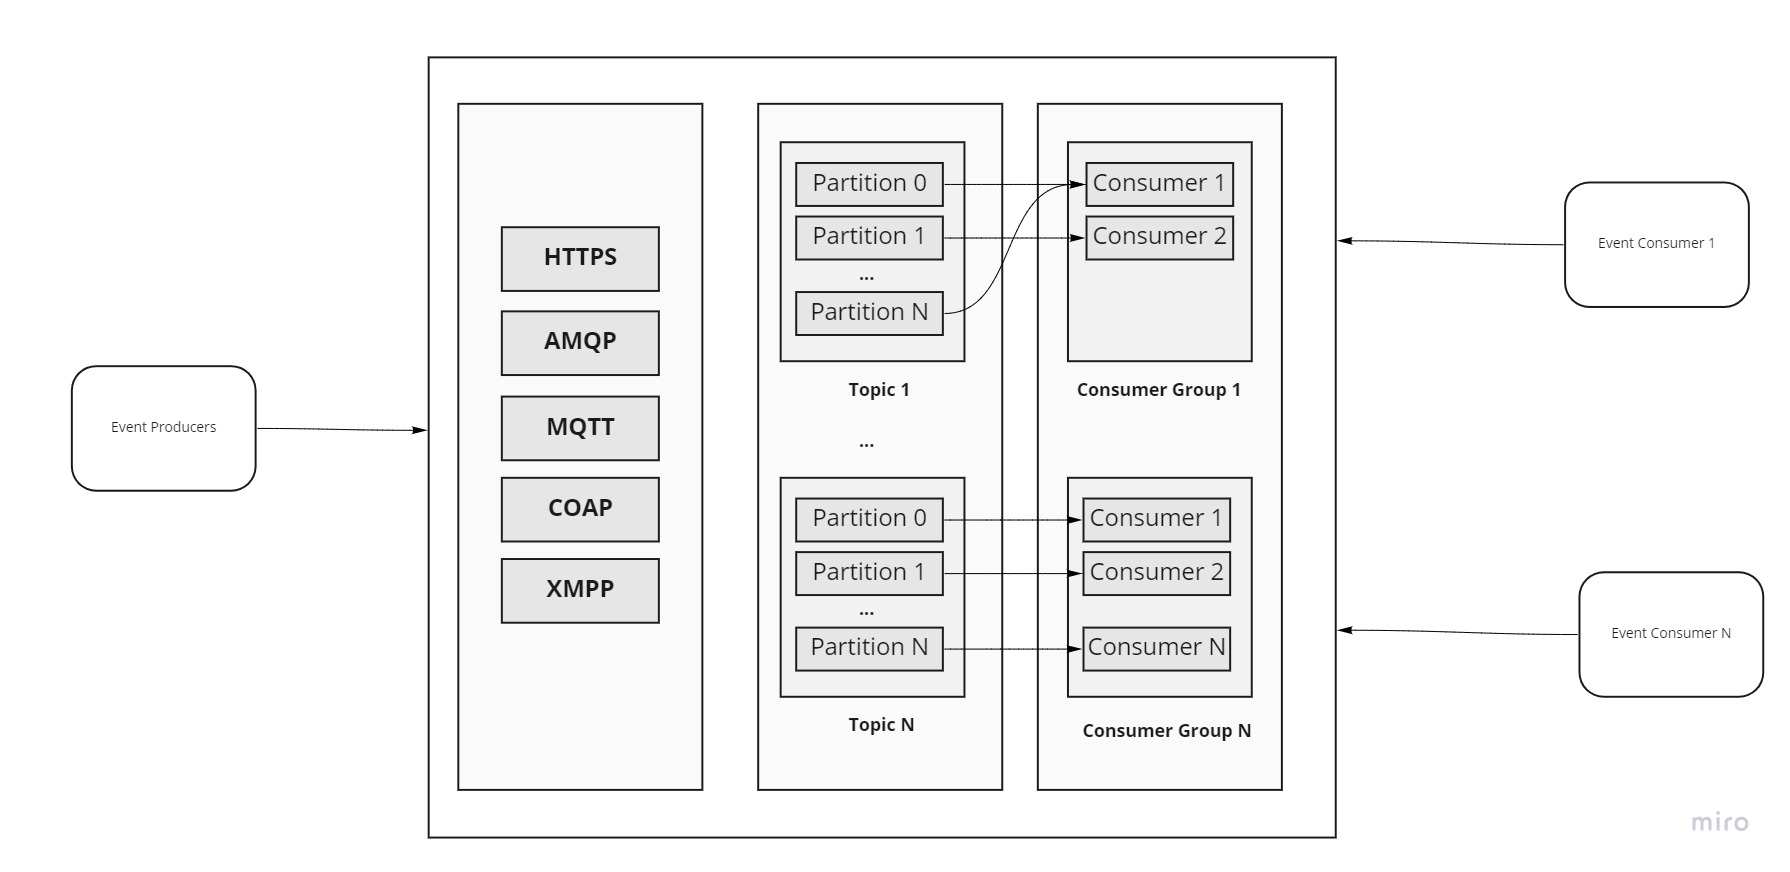 Event Producers
HTTPS
AMQP
MQTT
COAP
XMPP
Partition 0
Partition 1
...
Partition N
Topic 1
...
Partition 0
Partition 1
...
Partition N
Topic N
Consumer 1
Consumer 2
Consumer Group 1
Consumer 1
Consumer 2
Consumer N
Consumer Group N
Event Consumer 1
Event Consumer N
miro